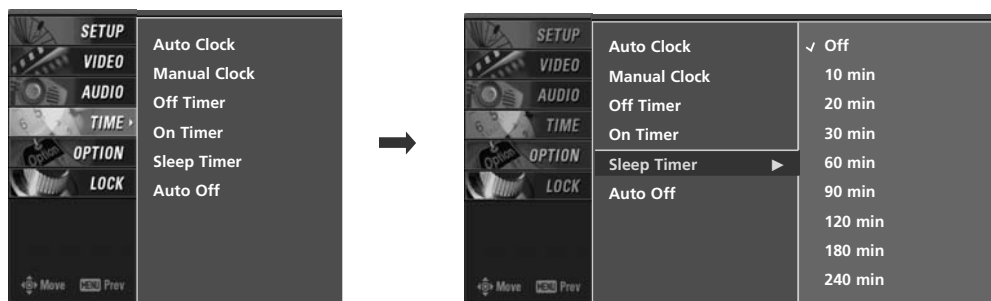 SETUP
VIDEO
AUDIO
TIME
OPTION
LOCK
Move MENU Prev
Auto Clock
Manual Clock
Off Timer
On Timer
Sleep Timer
Auto Off
SETUP
VIDEO
AUDIO
TIME
OPTION
LOCK
Move MENU Prev
Auto Clock
Manual Clock
Off Timer
On Timer
Sleep Timer ►
Auto Off
✓ Off
10 min
20 min
30 min
60 min
90 min
120 min
180 min
240 min